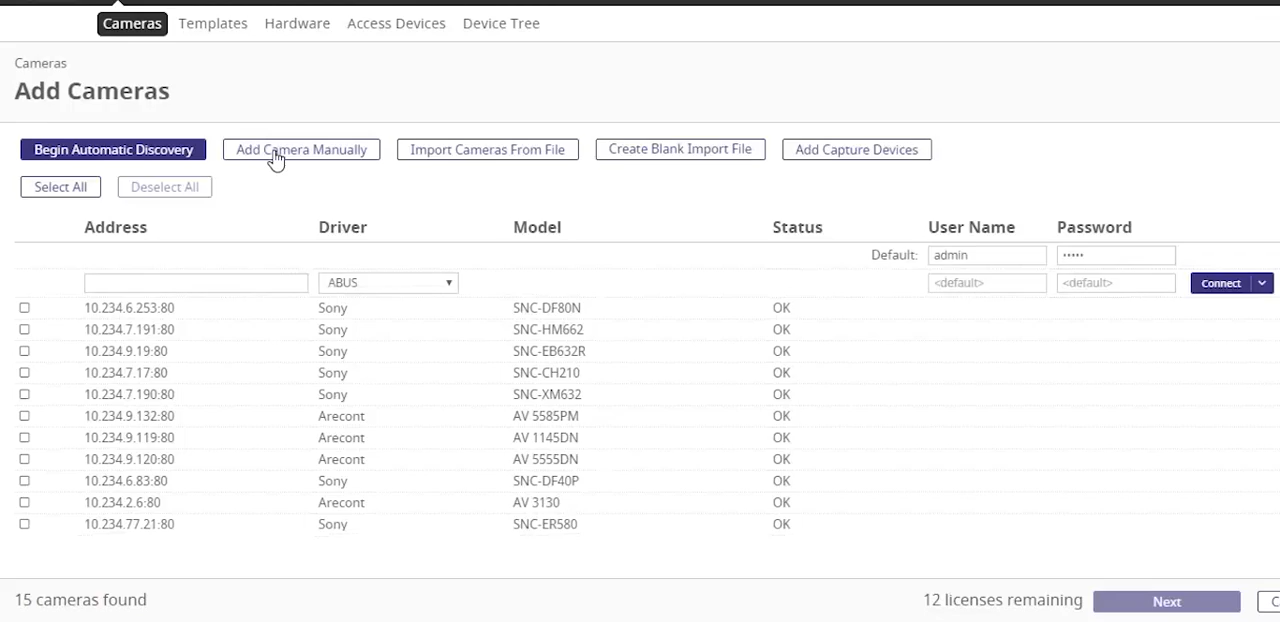 Cameras Templates Hardware Access Devices Device Tree
Cameras
Add Cameras
Begin Automatic Discovery Add Camera Manually Import Cameras From File Create Blank Import File Add Capture Devices
Select All Deselect All
Address Driver Model Status User Name Password
Default: admin •••••
ABUS <default> <default> Connect
10.234.6.253:80 Sony SNC-DF80N OK
10.234.7.191:80 Sony SNC-HM662 OK
10.234.9.19:80 Sony SNC-EB632R OK
10.234.7.17:80 Sony SNC-CH210 OK
10.234.7.190:80 Sony SNC-XM632 OK
10.234.9.132:80 Arecont AV 5585PM OK
10.234.9.119:80 Arecont AV 1145DN OK
10.234.9.120:80 Arecont AV 5555DN OK
10.234.6.83:80 Sony SNC-DF40P OK
10.234.2.6:80 Arecont AV 3130 OK
10.234.77.21:80 Sony SNC-ER580 OK
15 cameras found 12 licenses remaining Next